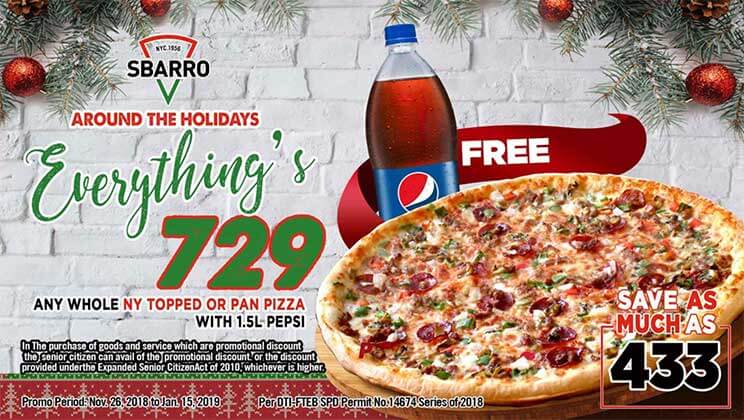 NYC.1956
SBARRO
AROUND THE HOLIDAYS
Everything's
729
FREE
ANY WHOLE NY TOPPED OR PAN PIZZA
WITH 1.5L PEPSI
SAVE AS
MUCH AS
433
In The purchase of goods and service which are promotional discount
the senior citizen can avail of the promotional discount. or the discount
provided underthe Expanded Senior CitizenAct of 2010, whichever is higher.
Promo Period: Nov. 26, 2018 to Jan. 15, 2019
Per DTI-FTEB SPD Permit No.14674 Series of 2018